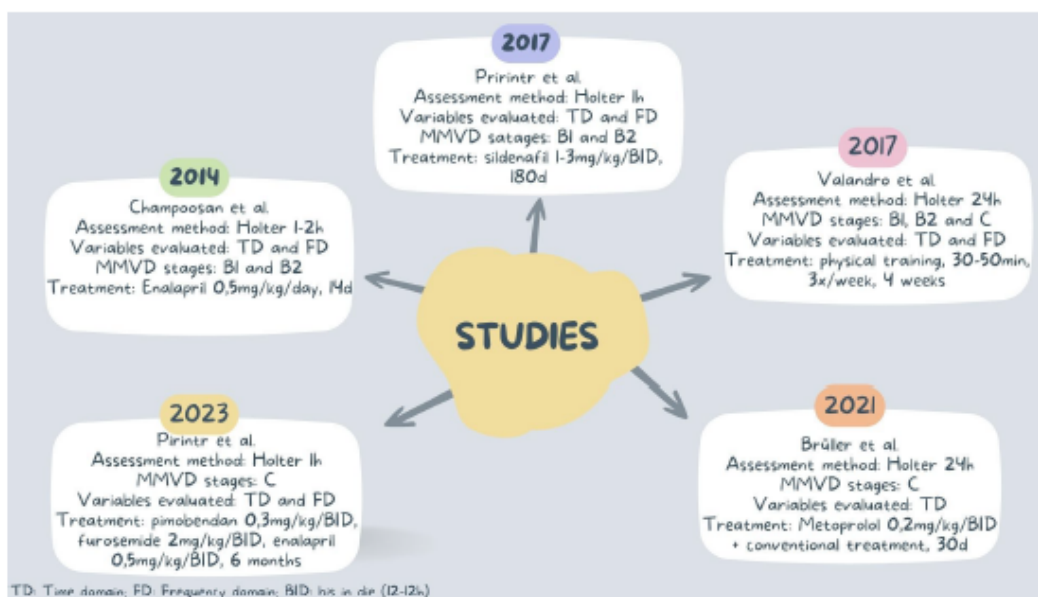 2017
Pririntr et al.
Assessment method: Holter 1h
Variables evaluated: TD and FD
MMVD satages: B1 and B2
Treatment: sildenafil 1-3mg/kg/BID,
180d
2014
Champoosan et al.
Assessment method: Holter 1-2h
Variables evaluated: TD and FD
MMVD stages: B1 and B2
Treatment: Enalapril 0,5mg/kg/day, 14d
2017
Valandro et al.
Assessment method: Holter 24h
MMVD stages: B1, B2 and C
Variables evaluated: TD and FD
Treatment: physical training, 30-50min,
3x/week, 4 weeks
STUDIES
2023
Pirintr et al.
Assessment method: Holter 1h
MMVD stages: C
Variables evaluated: TD and FD
Treatment: pimobendan 0,3mg/kg/BID,
furosemide 2mg/kg/BID, enalapril
0,5mg/kg/BID, 6 months
2021
Brüller et al.
Assessment method: Holter 24h
MMVD stages: C
Variables evaluated: TD
Treatment: Metoprolol 0,2mg/kg/BID
+ conventional treatment, 30d
TD: Time domain; FD: Frequency domain; BID: bis in die (12-12h)